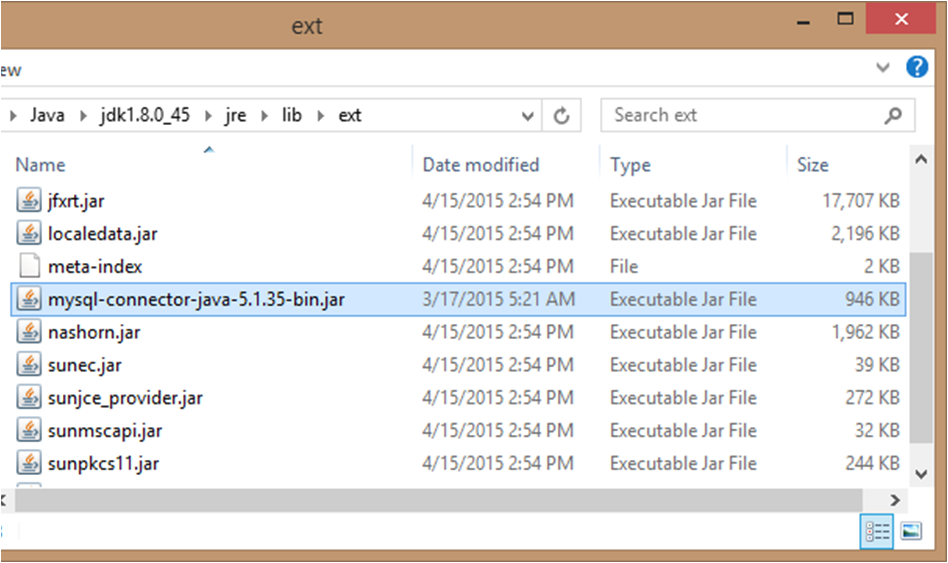 ext
ew
Java jdk1.8.0_45 jre lib ext Search ext
Name Date modified Type Size
jfxrt.jar 4/15/2015 2:54 PM Executable Jar File 17,707 KB
localedata.jar 4/15/2015 2:54 PM Executable Jar File 2,196 KB
meta-index 4/15/2015 2:54 PM File 2 KB
mysql-connector-java-5.1.35-bin.jar 3/17/2015 5:21 AM Executable Jar File 946 KB
nashorn.jar 4/15/2015 2:54 PM Executable Jar File 1,962 KB
sunec.jar 4/15/2015 2:54 PM Executable Jar File 39 KB
sunjce_provider.jar 4/15/2015 2:54 PM Executable Jar File 272 KB
sunmscapi.jar 4/15/2015 2:54 PM Executable Jar File 32 KB
sunpkcs11.jar 4/15/2015 2:54 PM Executable Jar File 244 KB